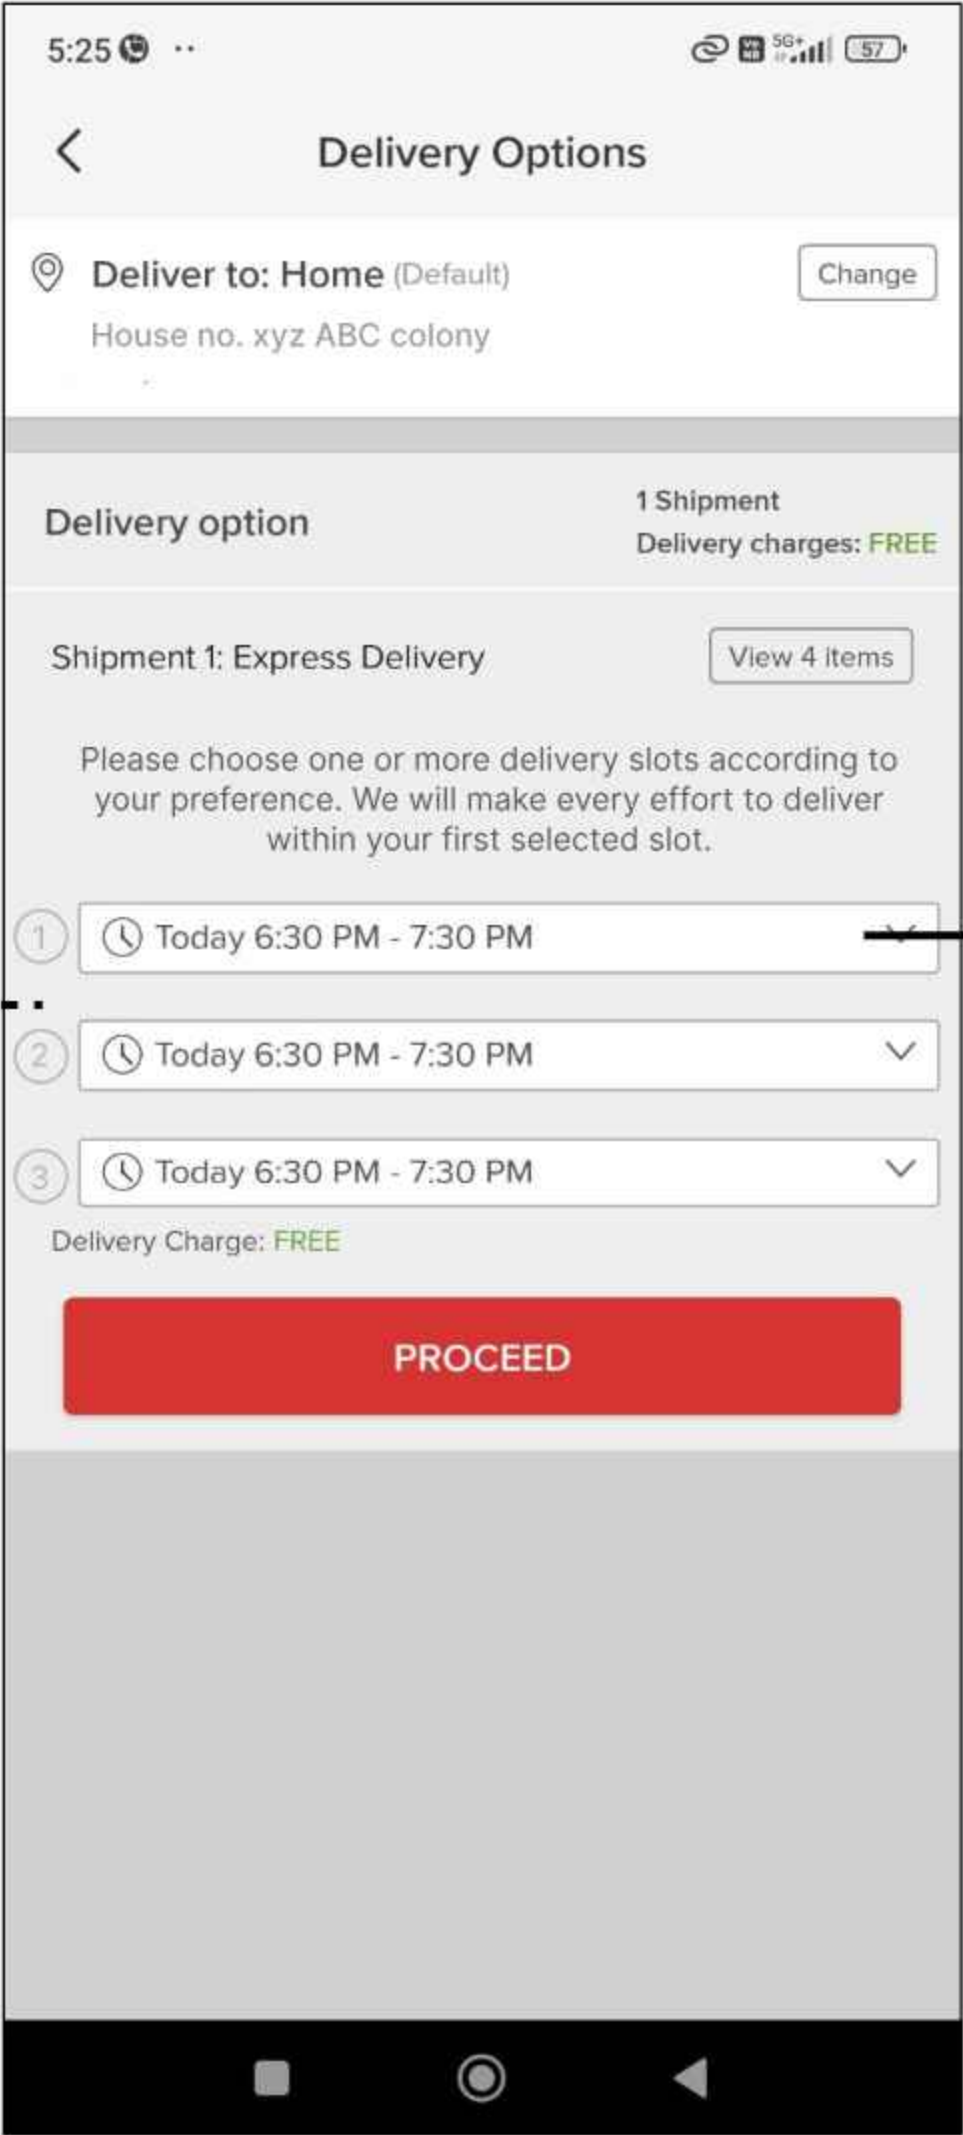 5:25
5G+
57
Delivery Options
Deliver to: Home (Default)
Change
House no. xyz ABC colony
Delivery option
1 Shipment
Delivery charges: FREE
Shipment 1: Express Delivery
View 4 items
Please choose one or more delivery slots according to
your preference. We will make every effort to deliver
within your first selected slot.
1 Today 6:30 PM - 7:30 PM
2 Today 6:30 PM - 7:30 PM
3 Today 6:30 PM - 7:30 PM
Delivery Charge: FREE
PROCEED